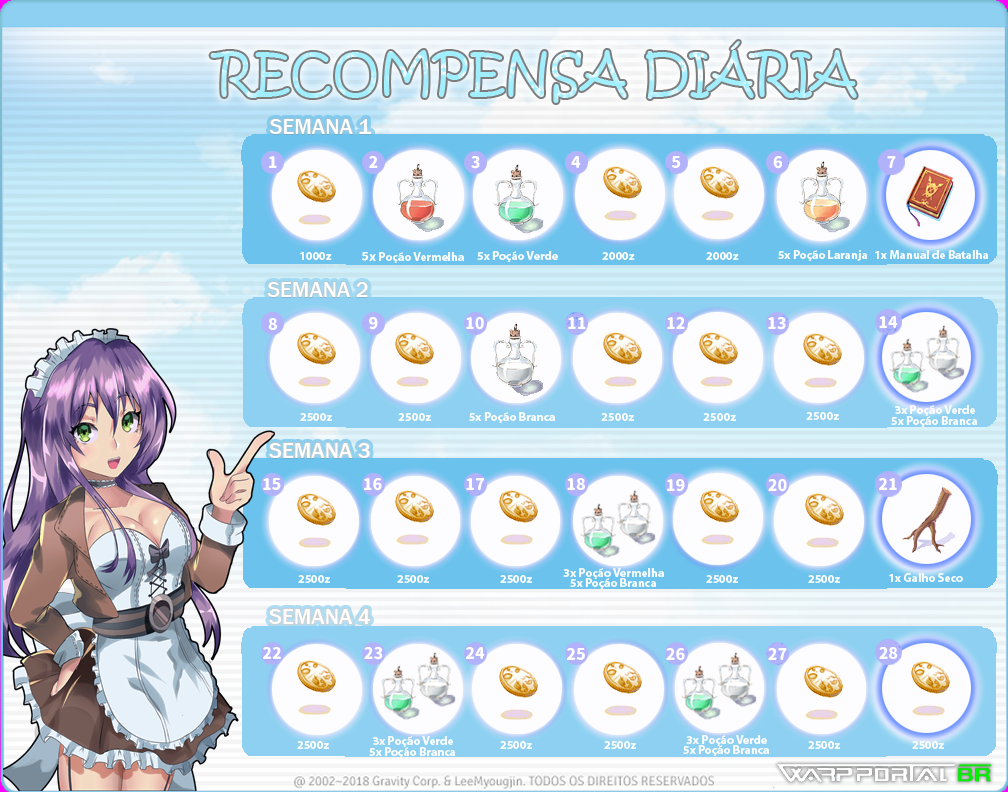 RECOMPENSA DIÁRIA
SEMANA 1
1 2 3 4 5 6 7
1000z 5x Poção Vermelha 5x Poção Verde 2000z 2000z 5x Poção Laranja 1x Manual de Batalha
SEMANA 2
8 9 10 11 12 13 14
2500z 2500z 5x Poção Branca 2500z 2500z 2500z 3x Poção Verde
5x Poção Branca
SEMANA 3
15 16 17 18 19 20 21
2500z 2500z 2500z 3x Poção Vermelha 2500z 2500z 1x Galho Seco
5x Poção Branca
SEMANA 4
22 23 24 25 26 27 28
2500z 3x Poção Verde 2500z 2500z 3x Poção Verde 2500z 2500z
5x Poção Branca 5x Poção Branca
@ 2002-2018 Gravity Corp. & LeeMyougjin. TODOS OS DIREITOS RESERVADOS
WARPPORTAL BR